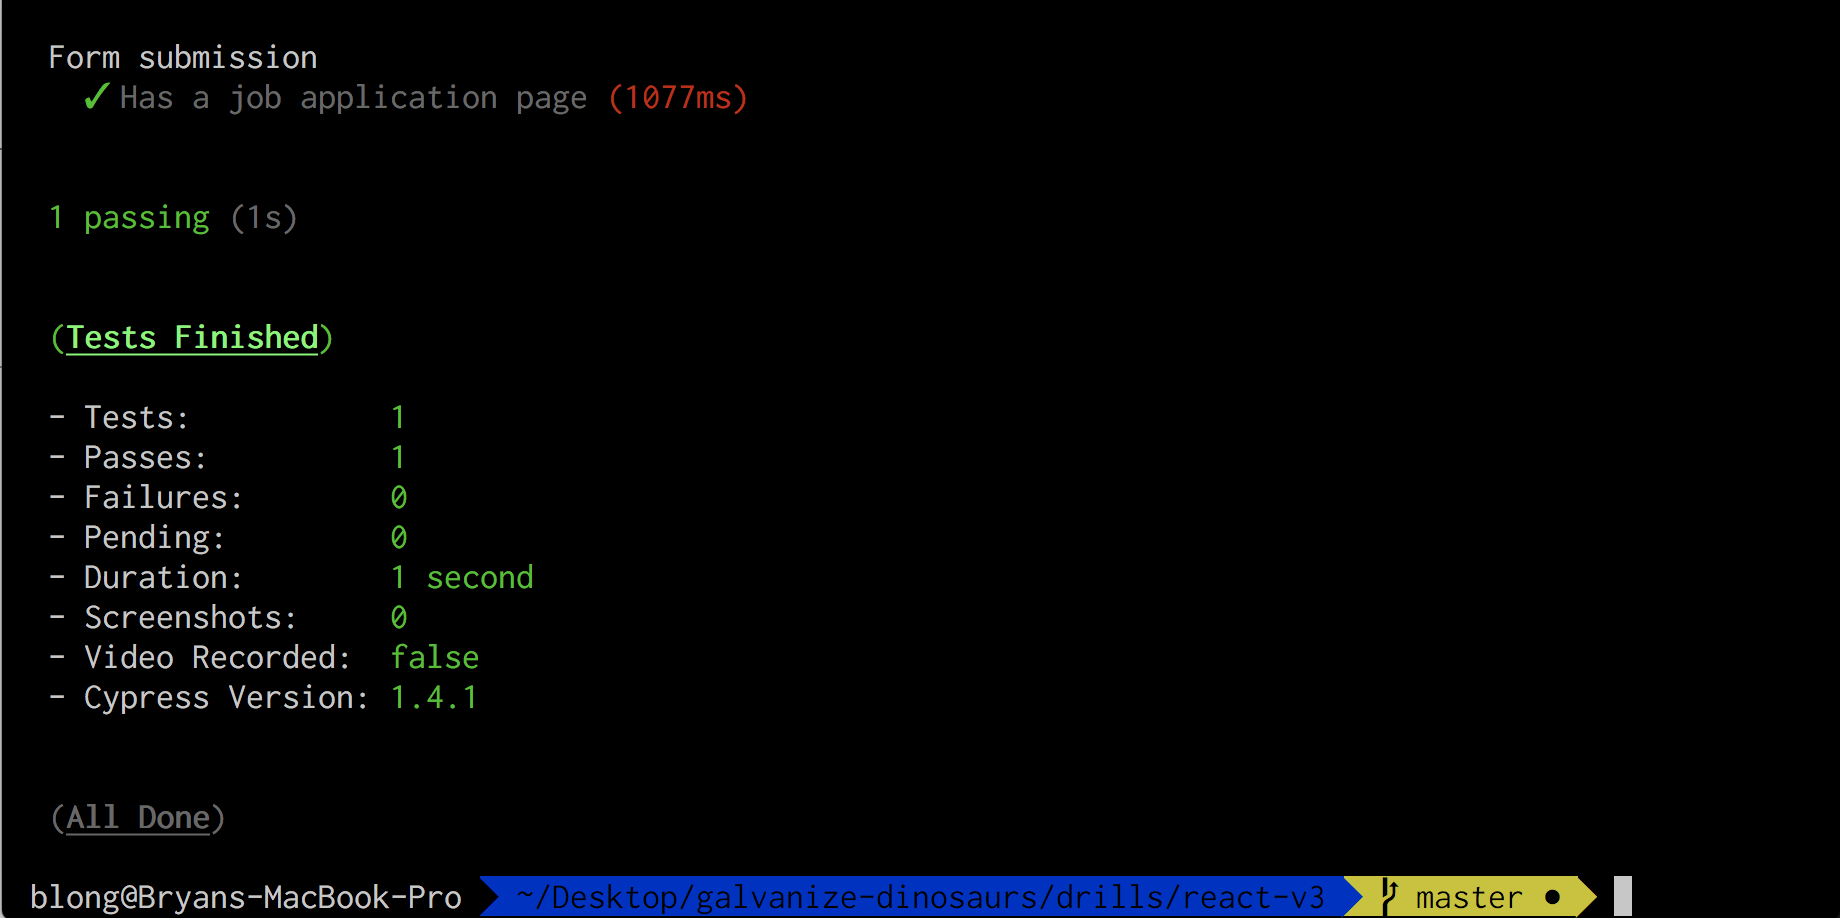 Form submission
✓ Has a job application page (1077ms)
1 passing (1s)
(Tests Finished)
- Tests: 1
- Passes: 1
- Failures: 0
- Pending: 0
- Duration: 1 second
- Screenshots: 0
- Video Recorded: false
- Cypress Version: 1.4.1
(All Done)
blong@Bryans-MacBook-Pro ~/Desktop/galvanize-dinosaurs/drills/react-v3 master ●